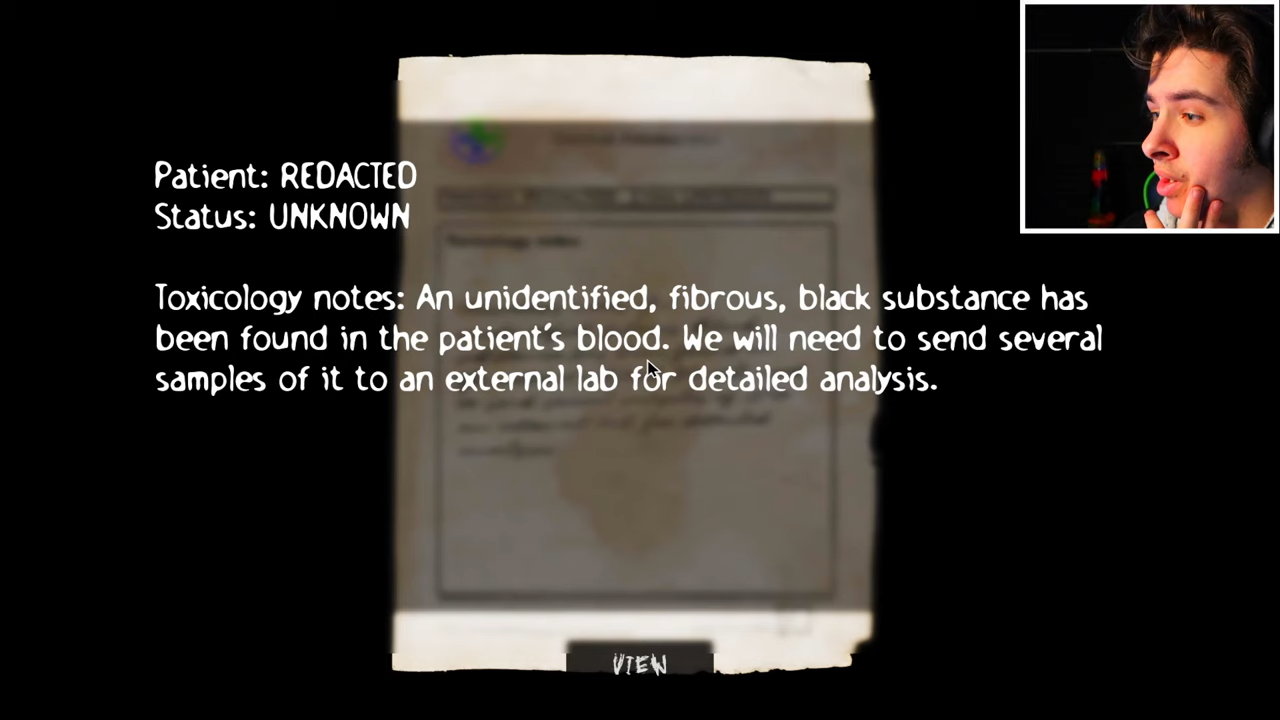 Patient: REDACTED
Status: UNKNOWN
Toxicology notes: An unidentified, fibrous, black substance has
been found in the patient's blood. We will need to send several
samples of it to an external lab for detailed analysis.
VIEW